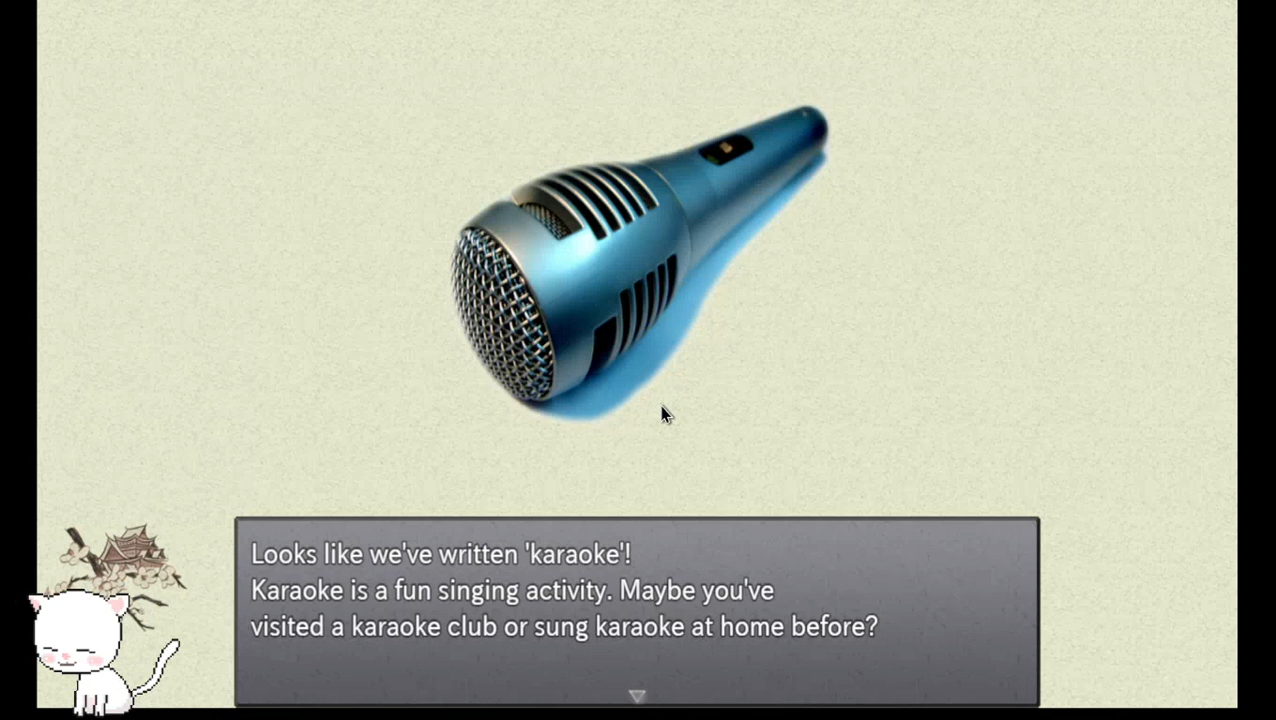 Looks like we've written 'karaoke'!
Karaoke is a fun singing activity. Maybe you've
visited a karaoke club or sung karaoke at home before?